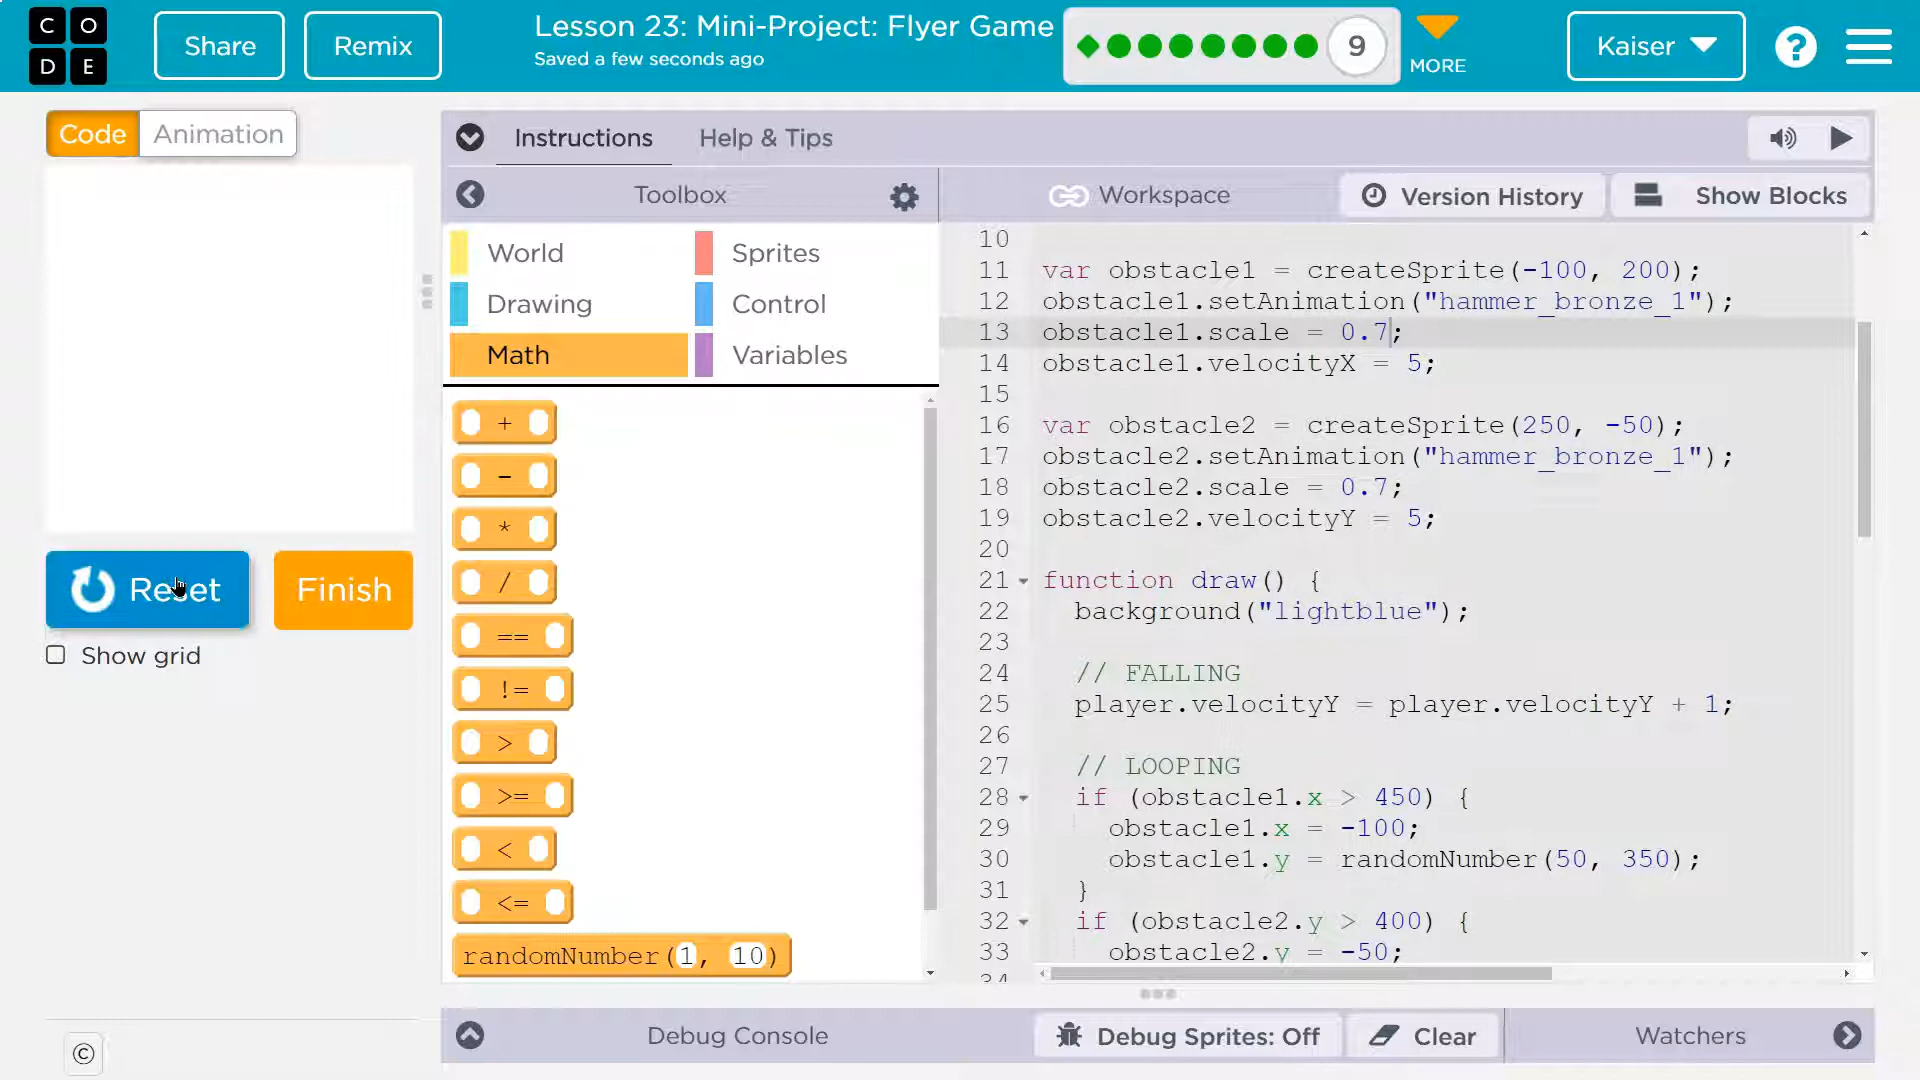 CO
DE
Share
Remix
Lesson 23: Mini-Project: Flyer Game
Saved a few seconds ago
9
MORE
Kaiser
?
Code
Animation
Instructions
Help & Tips
Toolbox
Workspace
Version History
Show Blocks
World
Sprites
Drawing
Control
Math
Variables
+
-
*
/
==
!=
>
>=
<
<=
randomNumber(1, 10)
Reset
Finish
Show grid
10
11 var obstacle1 = createSprite(-100, 200);
12 obstacle1.setAnimation("hammer_bronze_1");
13 obstacle1.scale = 0.7;
14 obstacle1.velocityX = 5;
15
16 var obstacle2 = createSprite(250, -50);
17 obstacle2.setAnimation("hammer_bronze_1");
18 obstacle2.scale = 0.7;
19 obstacle2.velocityY = 5;
20
21 function draw() {
22 background("lightblue");
23
24 // FALLING
25 player.velocityY = player.velocityY + 1;
26
27 // LOOPING
28 if (obstacle1.x > 450) {
29 obstacle1.x = -100;
30 obstacle1.y = randomNumber(50, 350);
31 }
32 if (obstacle2.y > 400) {
33 obstacle2.y = -50;
34
©
Debug Console
Debug Sprites: Off
Clear
Watchers